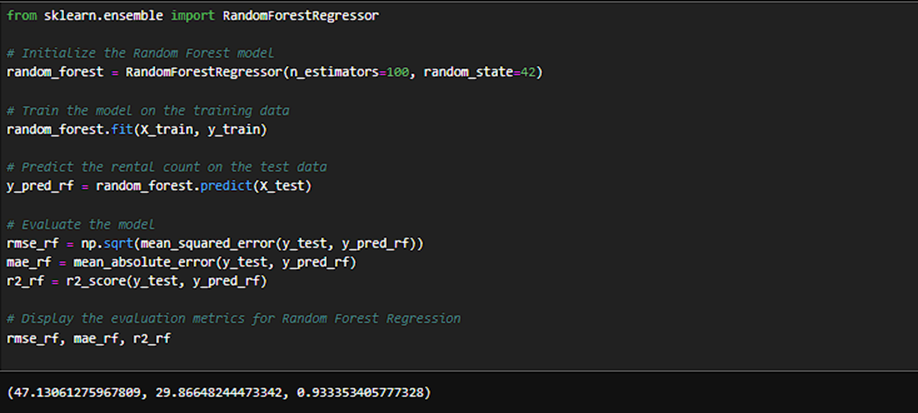 from sklearn.ensemble import RandomForestRegressor
# Initialize the Random Forest model
random_forest = RandomForestRegressor(n_estimators=100, random_state=42)
# Train the model on the training data
random_forest.fit(X_train, y_train)
# Predict the rental count on the test data
y_pred_rf = random_forest.predict(X_test)
# Evaluate the model
rmse_rf = np.sqrt(mean_squared_error(y_test, y_pred_rf))
mae_rf = mean_absolute_error(y_test, y_pred_rf)
r2_rf = r2_score(y_test, y_pred_rf)
# Display the evaluation metrics for Random Forest Regression
rmse_rf, mae_rf, r2_rf
(47.13061275967809, 29.86648244473342, 0.933353405777328)